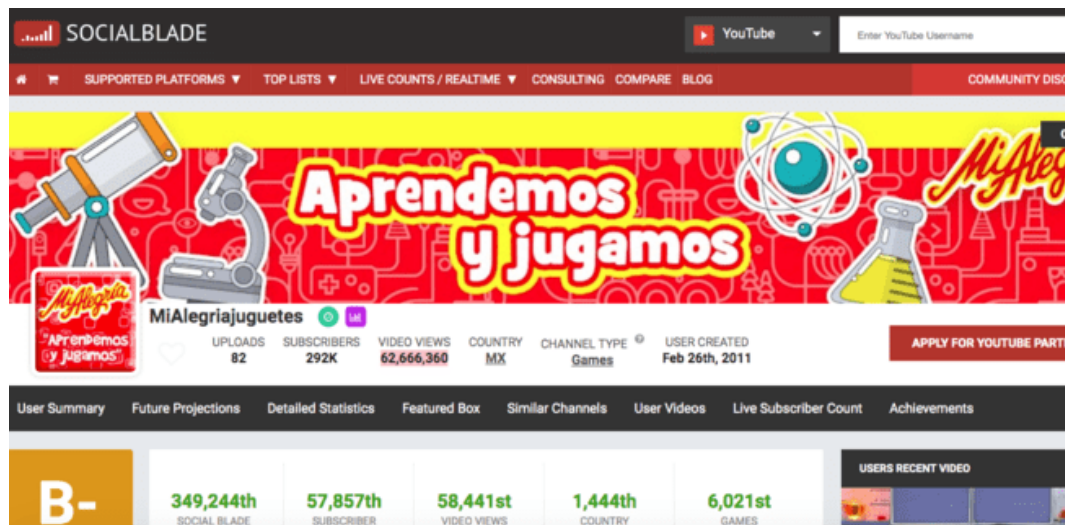 SOCIALBLADE
YouTube
Enter YouTube Username
SUPPORTED PLATFORMS ▼ TOP LISTS ▼ LIVE COUNTS / REALTIME ▼ CONSULTING COMPARE BLOG
COMMUNITY DISC
Aprendemos
y jugamos
MiAleg
MiAlegría
"Aprendemos
y jugamos"
MiAlegriajuguetes
UPLOADS SUBSCRIBERS VIDEO VIEWS COUNTRY CHANNEL TYPE USER CREATED
82 292K 62,666,360 MX Games Feb 26th, 2011
APPLY FOR YOUTUBE PART
User Summary Future Projections Detailed Statistics Featured Box Similar Channels User Videos Live Subscriber Count Achievements
USERS RECENT VIDEO
B-
349,244th 57,857th 58,441st 1,444th 6,021st
SOCIAL BLADE SUBSCRIBER VIDEO VIEWS COUNTRY GAMES